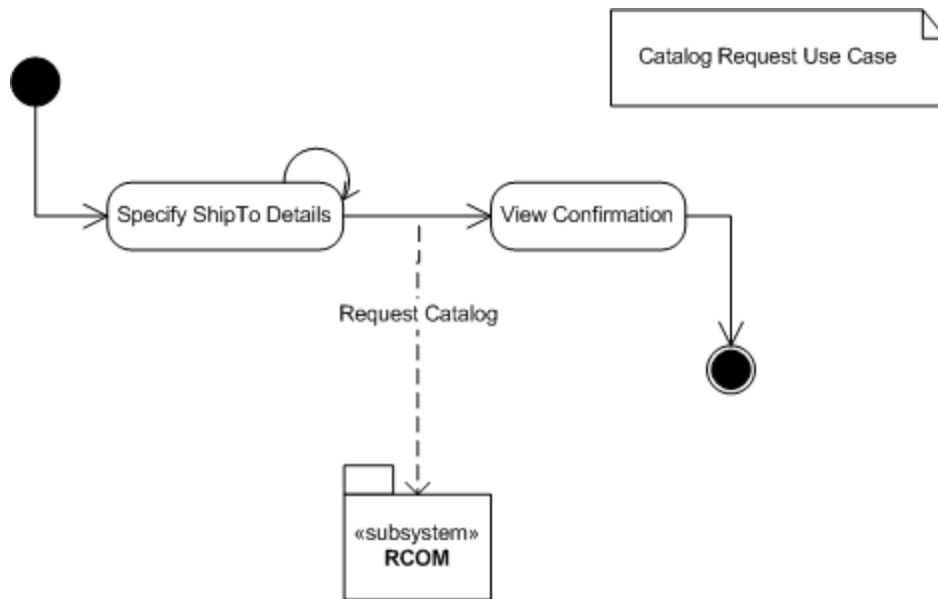 Catalog Request Use Case
Specify ShipTo Details
View Confirmation
Request Catalog
«subsystem»
RCOM